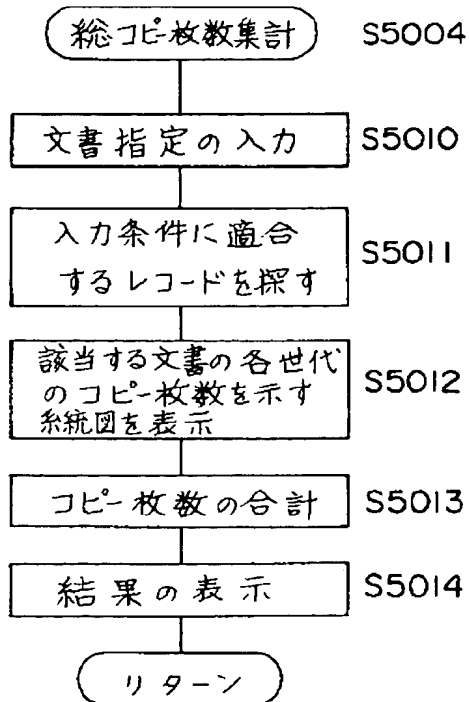 総コピー枚数集計 S5004
文書指定の入力 S5010
入力条件に適合
するレコードを探す S5011
該当する文書の各世代
のコピー枚数を示す S5012
系統図を表示
コピー枚数の合計 S5013
結果の表示 S5014
リターン